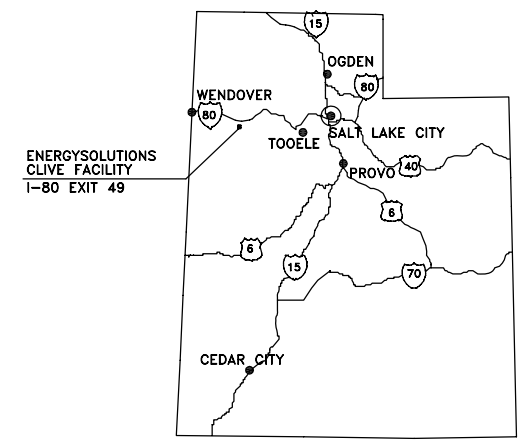 15
OGDEN
80
WENDOVER
80
SALT LAKE CITY
TOOELE
ENERGYSOLUTIONS
CLIVE FACILITY
I-80 EXIT 49
40
PROVO
6
6
15
70
CEDAR CITY